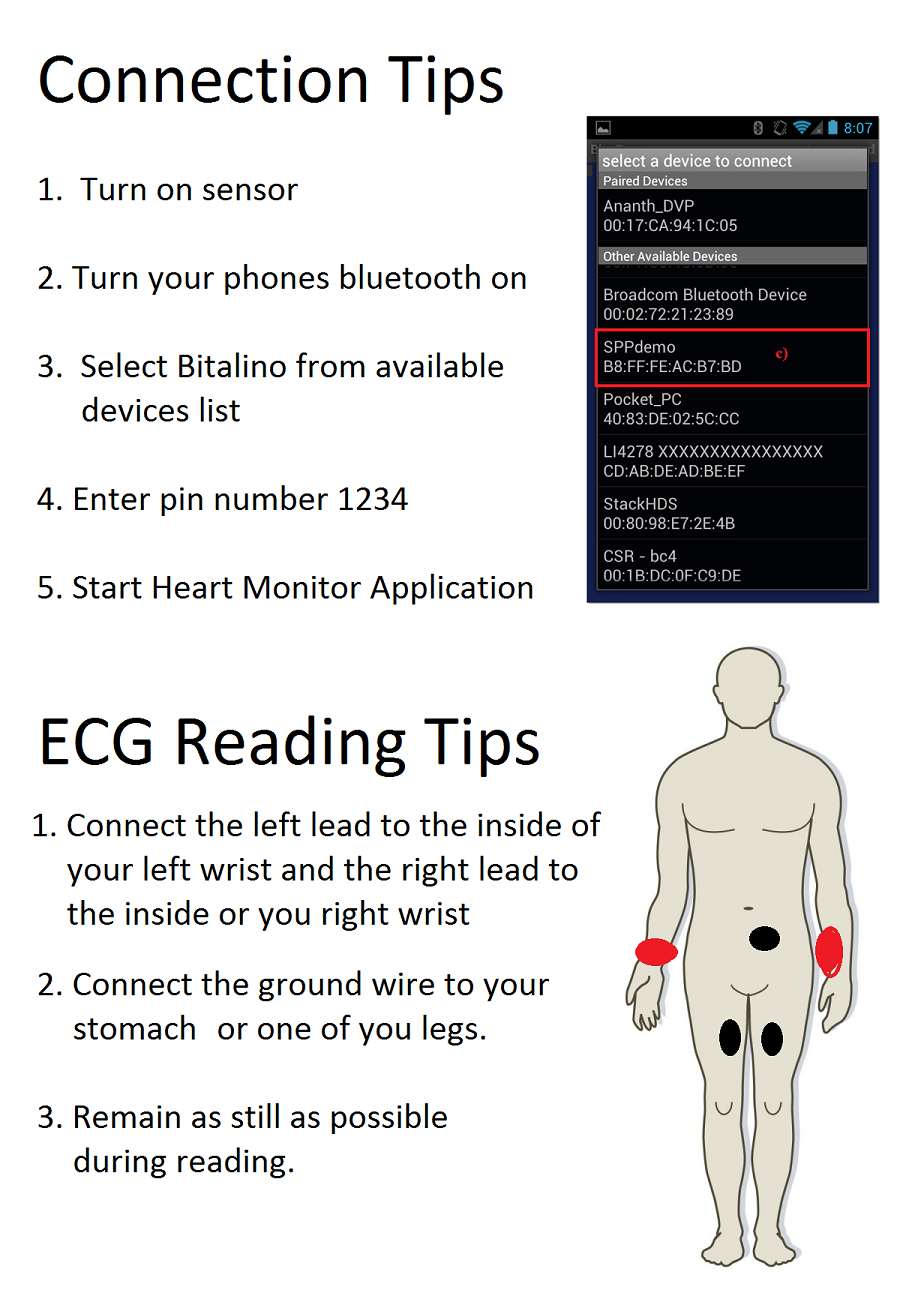 Connection Tips
1. Turn on sensor
2. Turn your phones bluetooth on
3. Select Bitalino from available
devices list
4. Enter pin number 1234
5. Start Heart Monitor Application
8:07
select a device to connect
Paired Devices
Ananth_DVP
00:17:CA:94:1C:05
Other Available Devices
Broadcom Bluetooth Device
00:02:72:21:23:89
SPPdemo
c)
B8:FF:FE:AC:B7:BD
Pocket_PC
40:83:DE:02:5C:CC
LI4278 XXXXXXXXXXXXXXXX
CD:AB:DE:AD:BE:EF
StackHDS
00:80:98:E7:2E:4B
CSR - bc4
00:1B:DC:0F:C9:DE
ECG Reading Tips
1. Connect the left lead to the inside of
your left wrist and the right lead to
the inside or you right wrist
2. Connect the ground wire to your
stomach or one of you legs.
3. Remain as still as possible
during reading.